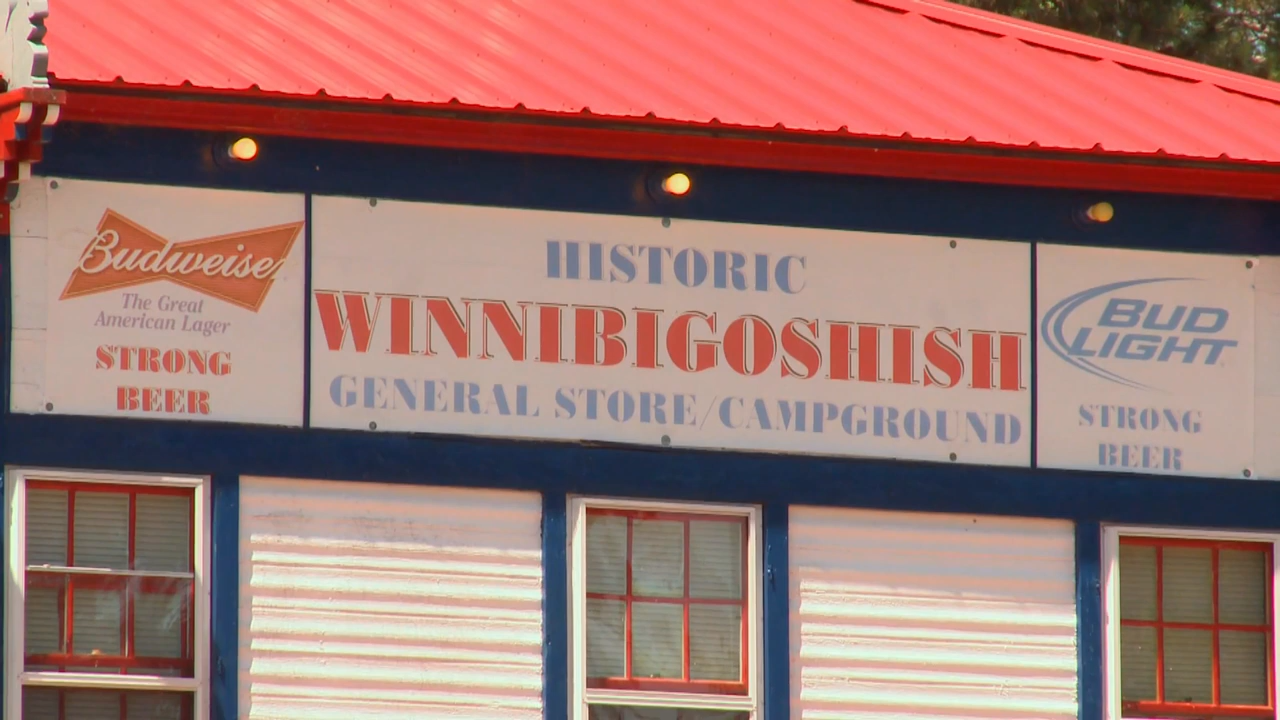 Budweiser
The Great
American Lager
STRONG
BEER
HISTORIC
WINNIBIGOSHISH
GENERAL STORE/CAMPGROUND
BUD
LIGHT
STRONG
BEER